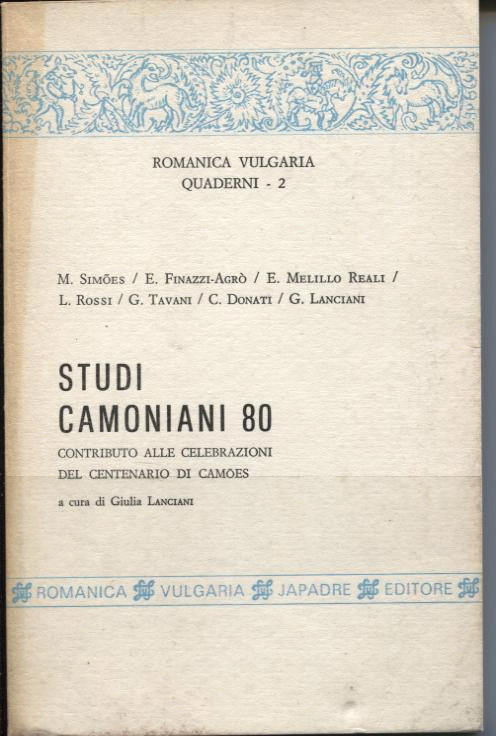 ROMANICA VULGARIA
QUADERNI - 2
M. SIMÕES / E. FINAZZI-AGRÒ / E. MELILLO REALI /
L. ROSSI / G. TAVANI / C. DONATI / G. LANCIANI
STUDI
CAMONIANI 80
CONTRIBUTO ALLE CELEBRAZIONI
DEL CENTENARIO DI CAMÕES
a cura di Giulia LANCIANI
ROMANICA VULGARIA JAPADRE EDITORE